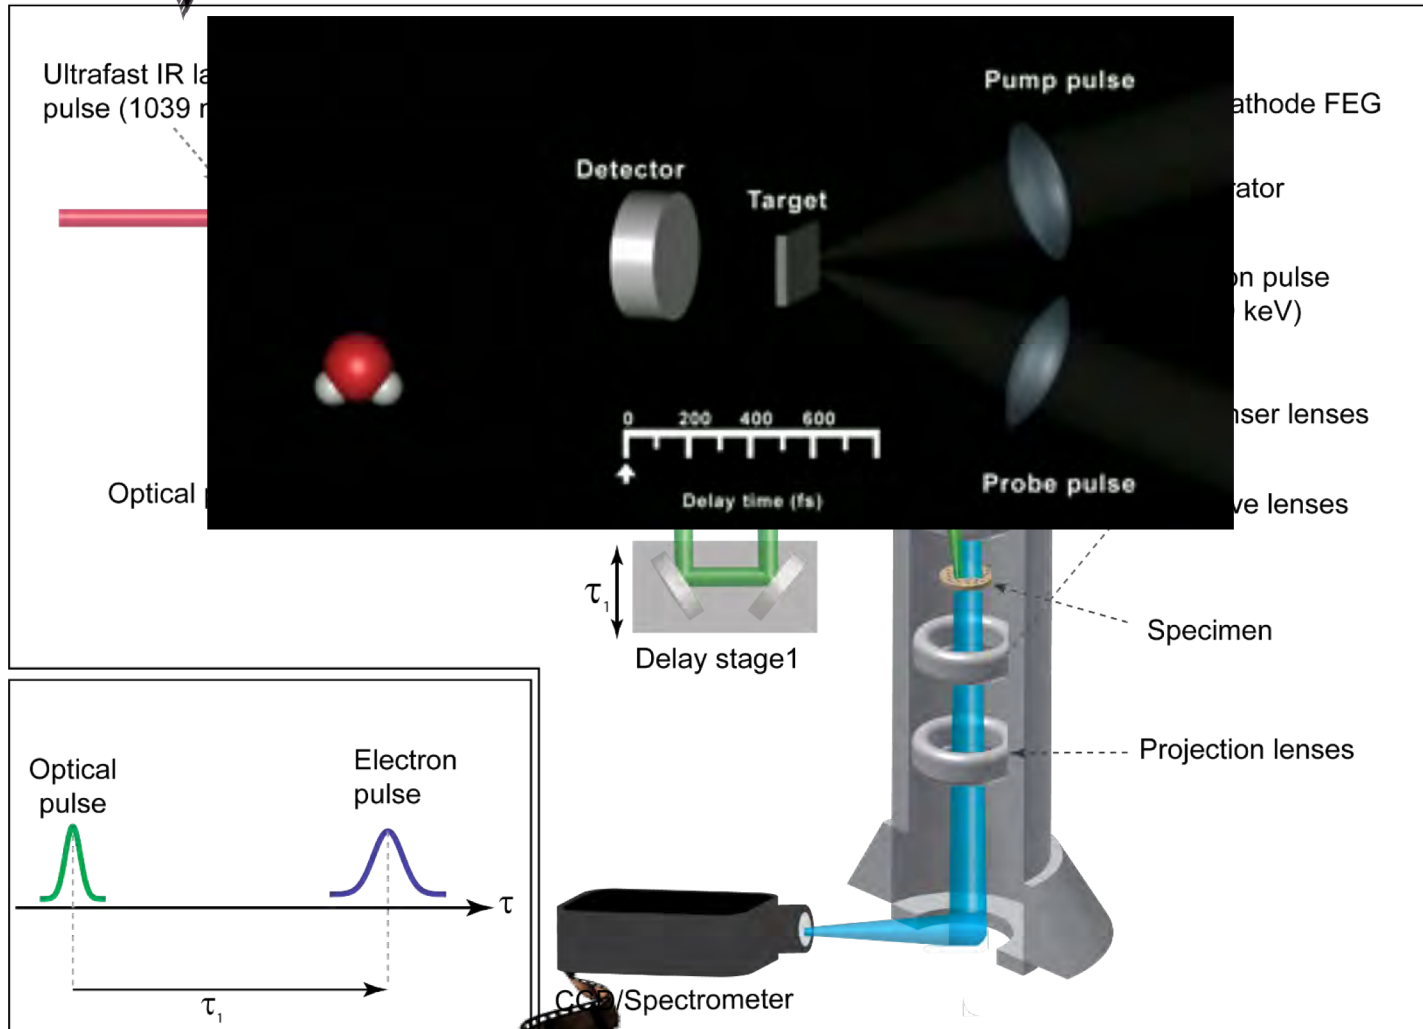 Ultrafast IR la
pulse (1039 n
Pump pulse
Detector
Target
0 200 400 600
Delay time (fs)
Probe pulse
athode FEG
rator
on pulse
keV)
nser lenses
ve lenses
Optical
τ1
Delay stage1
Specimen
Projection lenses
Optical
pulse
Electron
pulse
τ
τ1
CCD/Spectrometer